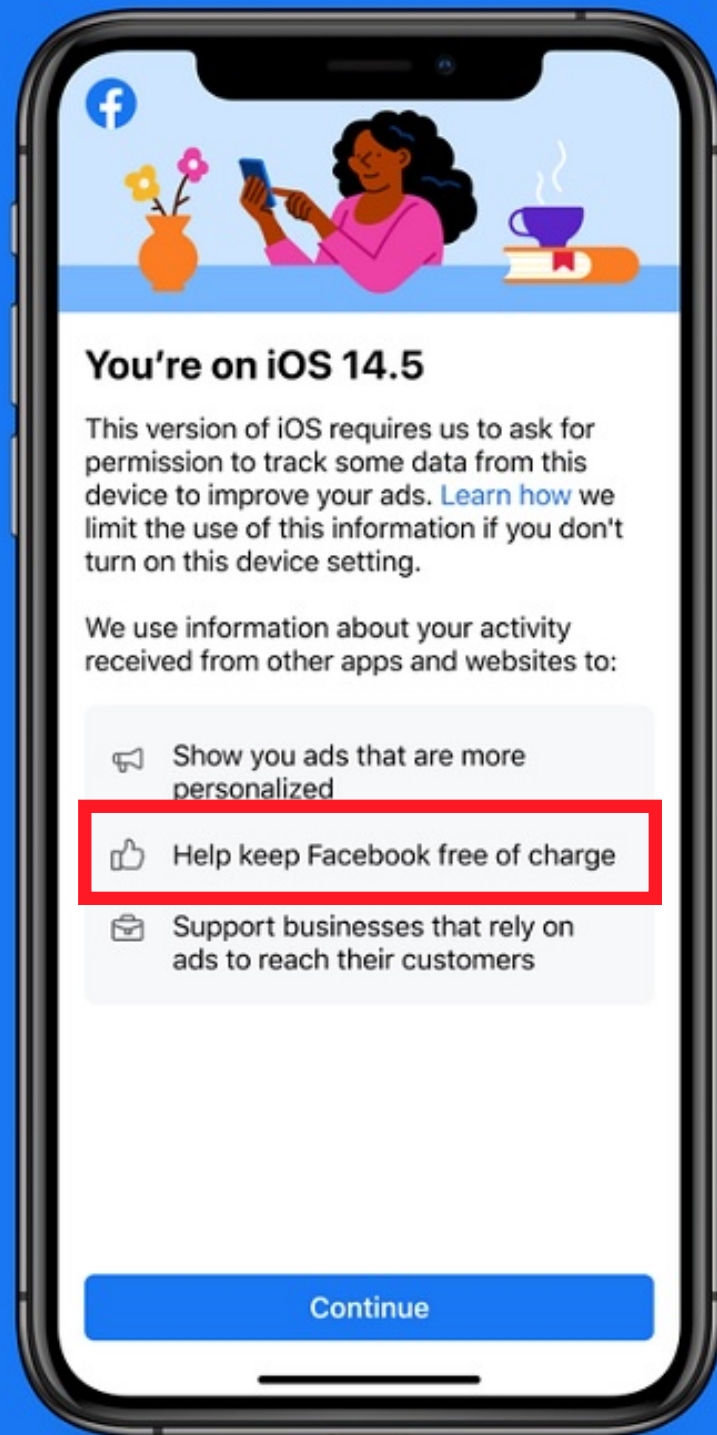 You're on iOS 14.5
This version of iOS requires us to ask for
permission to track some data from this
device to improve your ads. Learn how we
limit the use of this information if you don't
turn on this device setting.
We use information about your activity
received from other apps and websites to:
Show you ads that are more
personalized
Help keep Facebook free of charge
Support businesses that rely on
ads to reach their customers
Continue